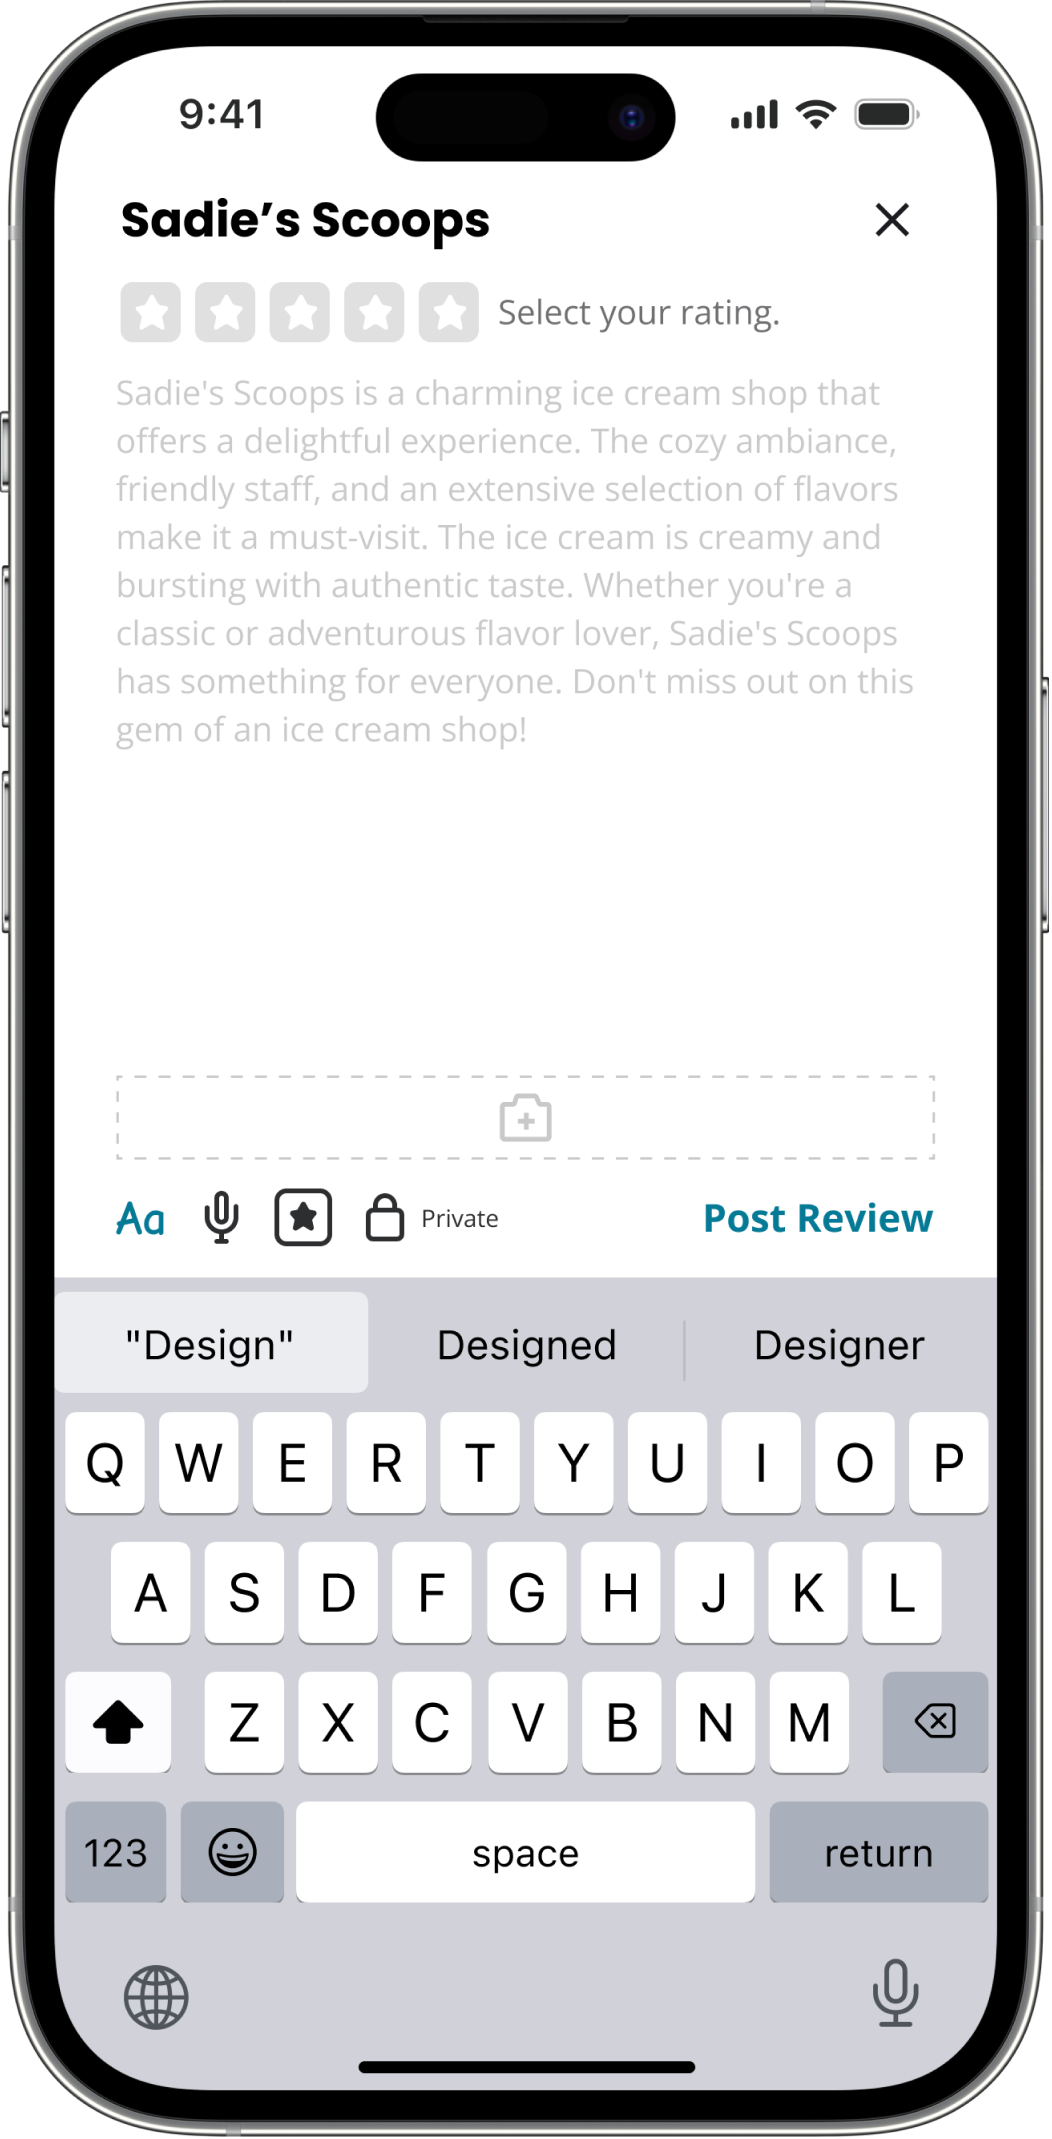 9:41
Sadie’s Scoops
Select your rating.
Sadie's Scoops is a charming ice cream shop that
offers a delightful experience. The cozy ambiance,
friendly staff, and an extensive selection of flavors
make it a must-visit. The ice cream is creamy and
bursting with authentic taste. Whether you're a
classic or adventurous flavor lover, Sadie's Scoops
has something for everyone. Don't miss out on this
gem of an ice cream shop!
Aa Private Post Review
"Design" Designed Designer
Q W E R T Y U I O P
A S D F G H J K L
Z X C V B N M
123 space return